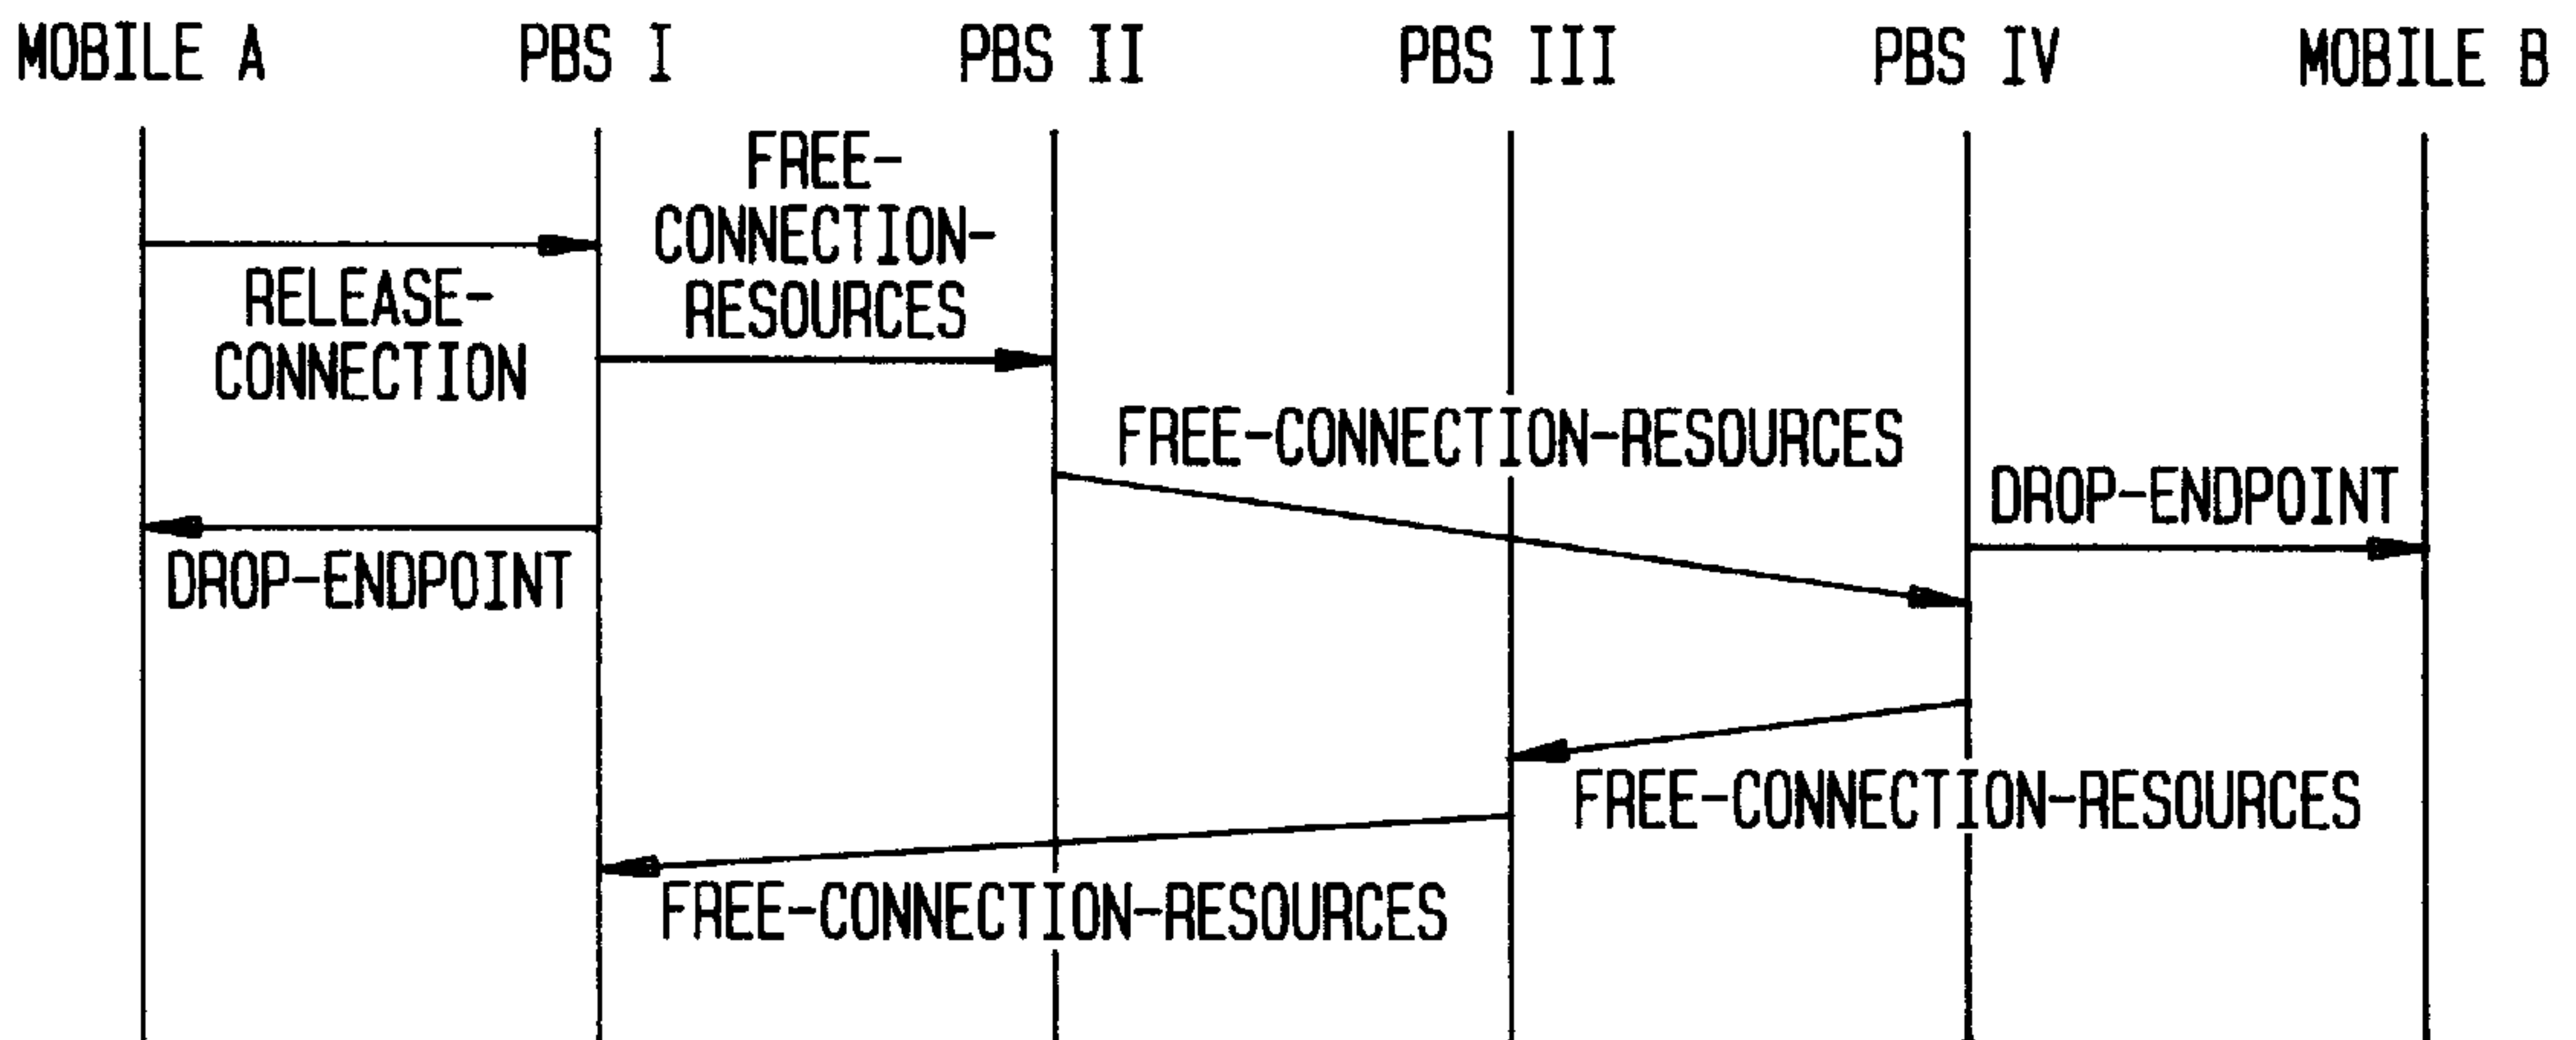 MOBILE A
PBS I
PBS II
PBS III
PBS IV
MOBILE B
FREE-
CONNECTION-
RESOURCES
RELEASE-
CONNECTION
FREE-CONNECTION-RESOURCES
DROP-ENDPOINT
DROP-ENDPOINT
FREE-CONNECTION-RESOURCES
FREE-CONNECTION-RESOURCES